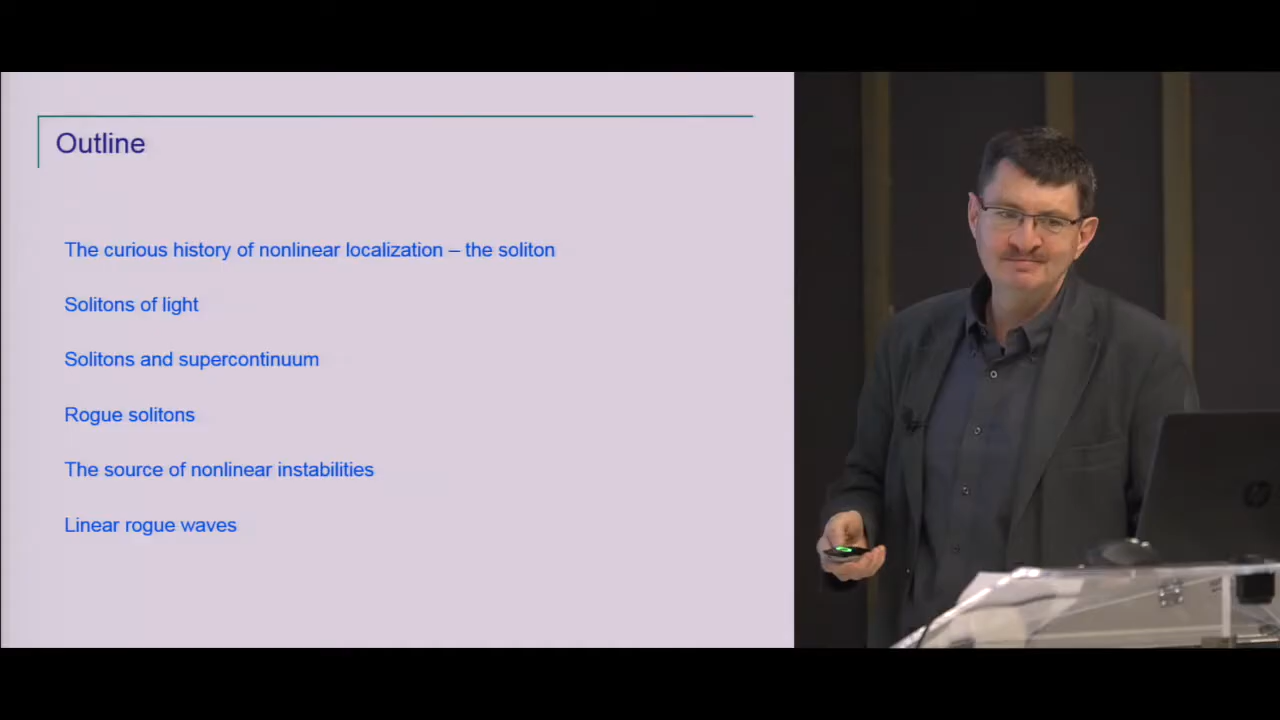 Outline
The curious history of nonlinear localization – the soliton
Solitons of light
Solitons and supercontinuum
Rogue solitons
The source of nonlinear instabilities
Linear rogue waves